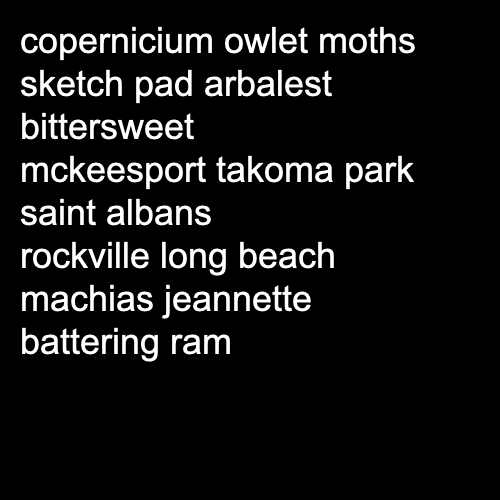 copernicium owlet moths
sketch pad arbalest
bittersweet
mckeesport takoma park
saint albans
rockville long beach
machias jeannette
battering ram